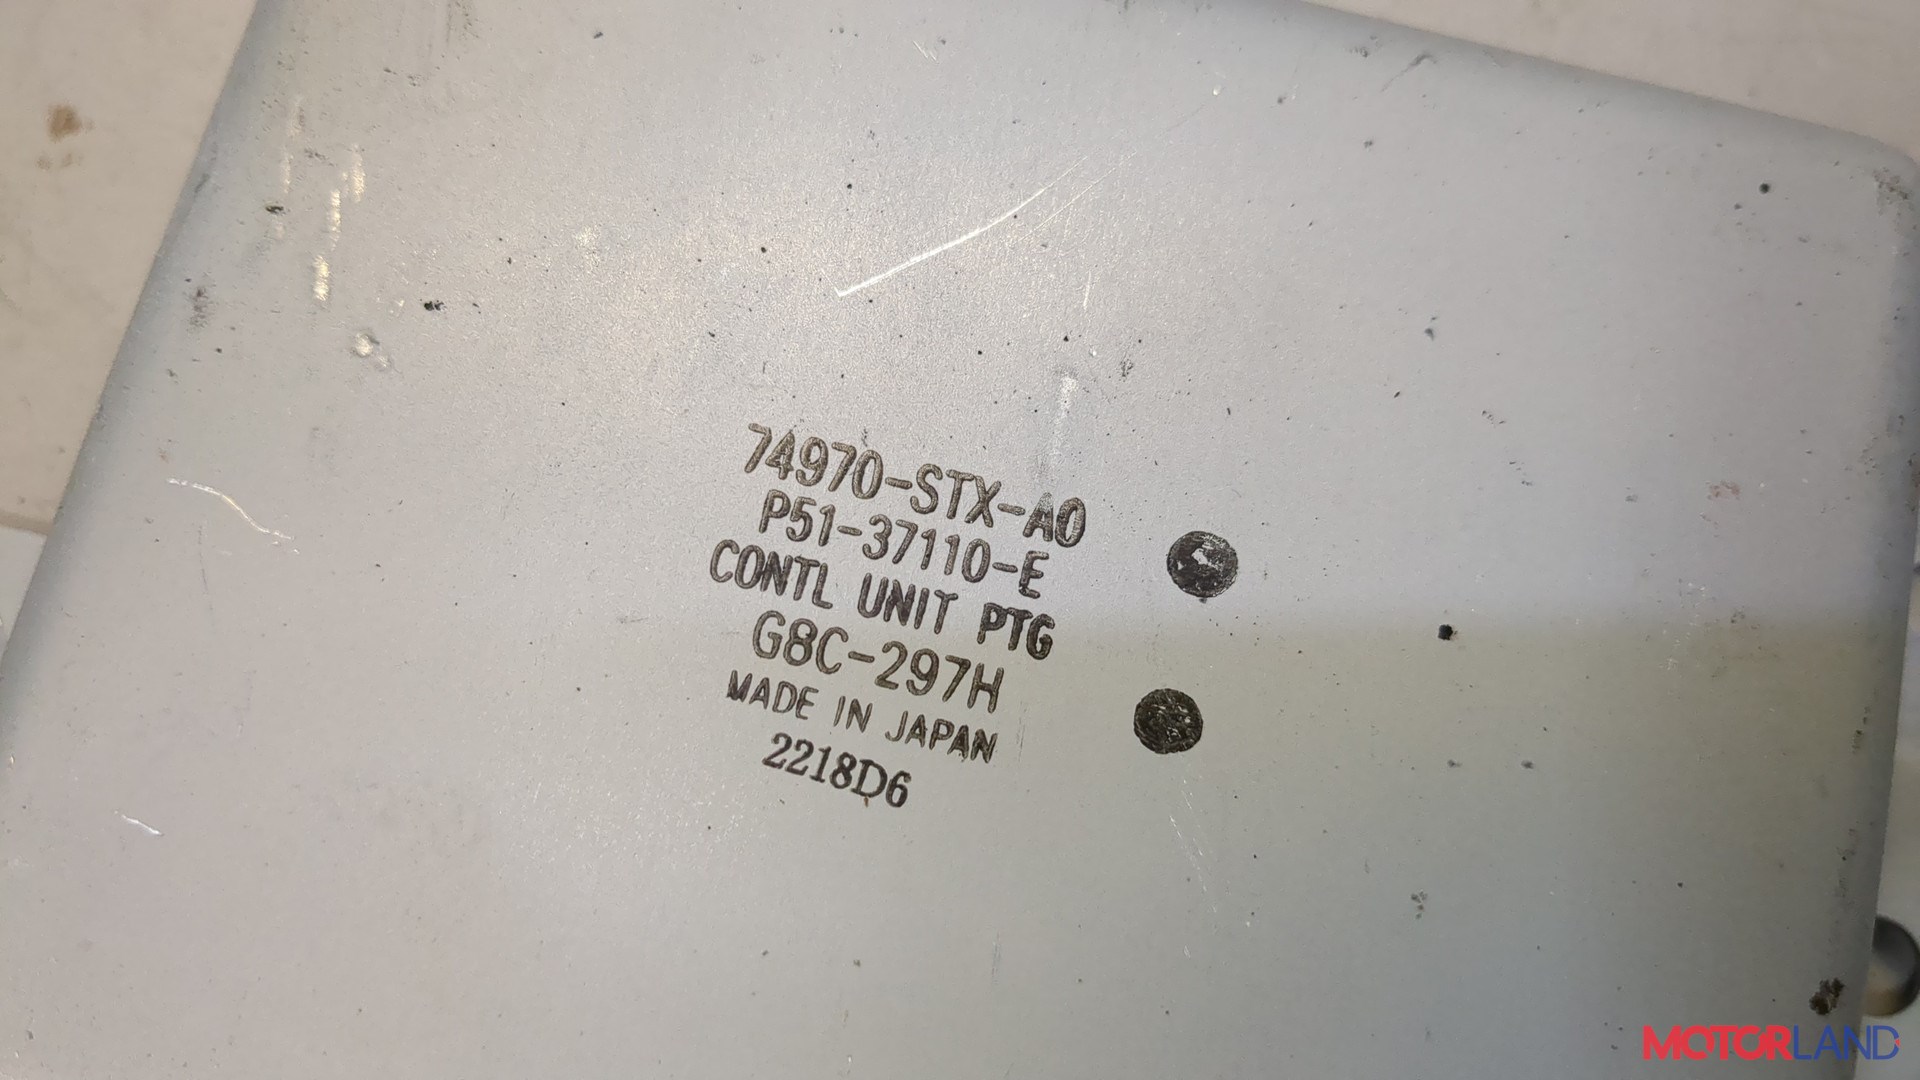 74970-STX-A0
P51-37110-E
CONTL UNIT PTG
G8C-297H
MADE IN JAPAN
2218D6
MOTORLAND